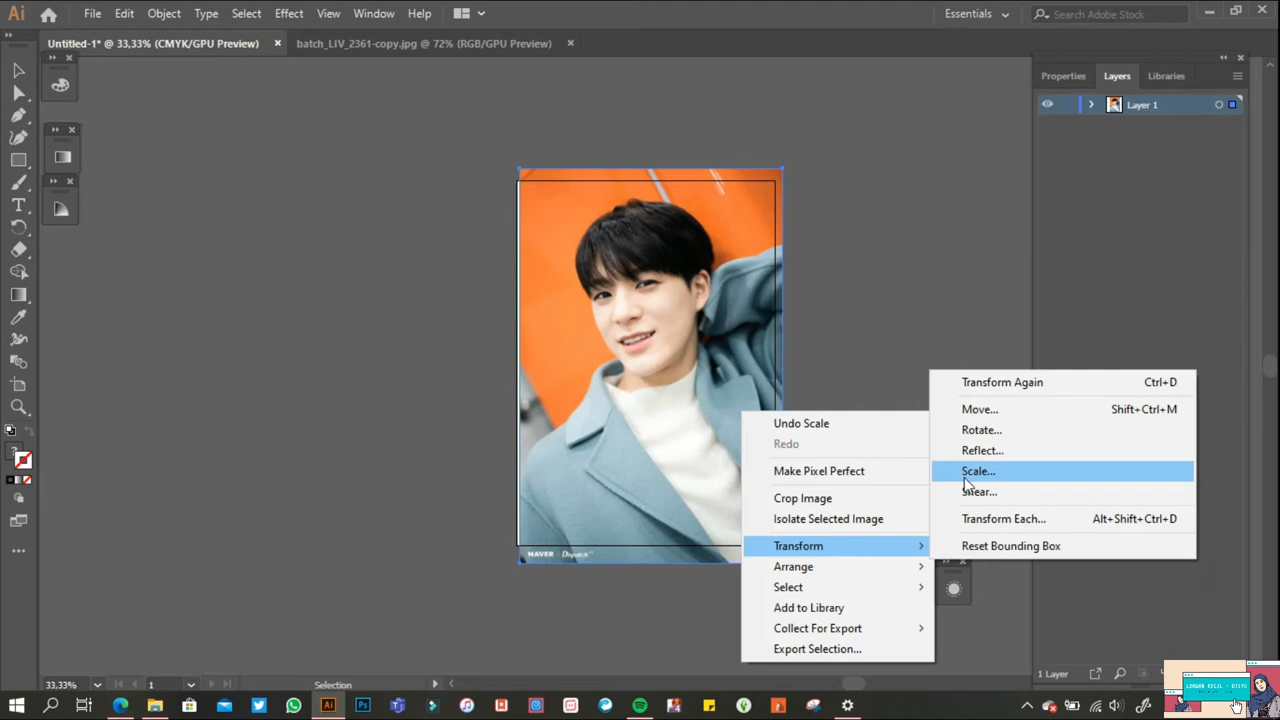 Ai File Edit Object Type Select Effect View Window Help Essentials Search Adobe Stock
Untitled-1* @ 33,33% (CMYK/GPU Preview) batch_LIV_2361-copy.jpg @ 72% (RGB/GPU Preview)
Properties Layers Libraries
Layer 1
Transform Again Ctrl+D
Move... Shift+Ctrl+M
Rotate...
Reflect...
Scale...
Shear...
Transform Each... Alt+Shift+Ctrl+D
Reset Bounding Box
Undo Scale
Redo
Make Pixel Perfect
Crop Image
Isolate Selected Image
Transform
Arrange
Select
Add to Library
Collect For Export
Export Selection...
NAVER Dispatch
1 Layer
33,33% 1 Selection
LINGKAR KECIL - DTIYS